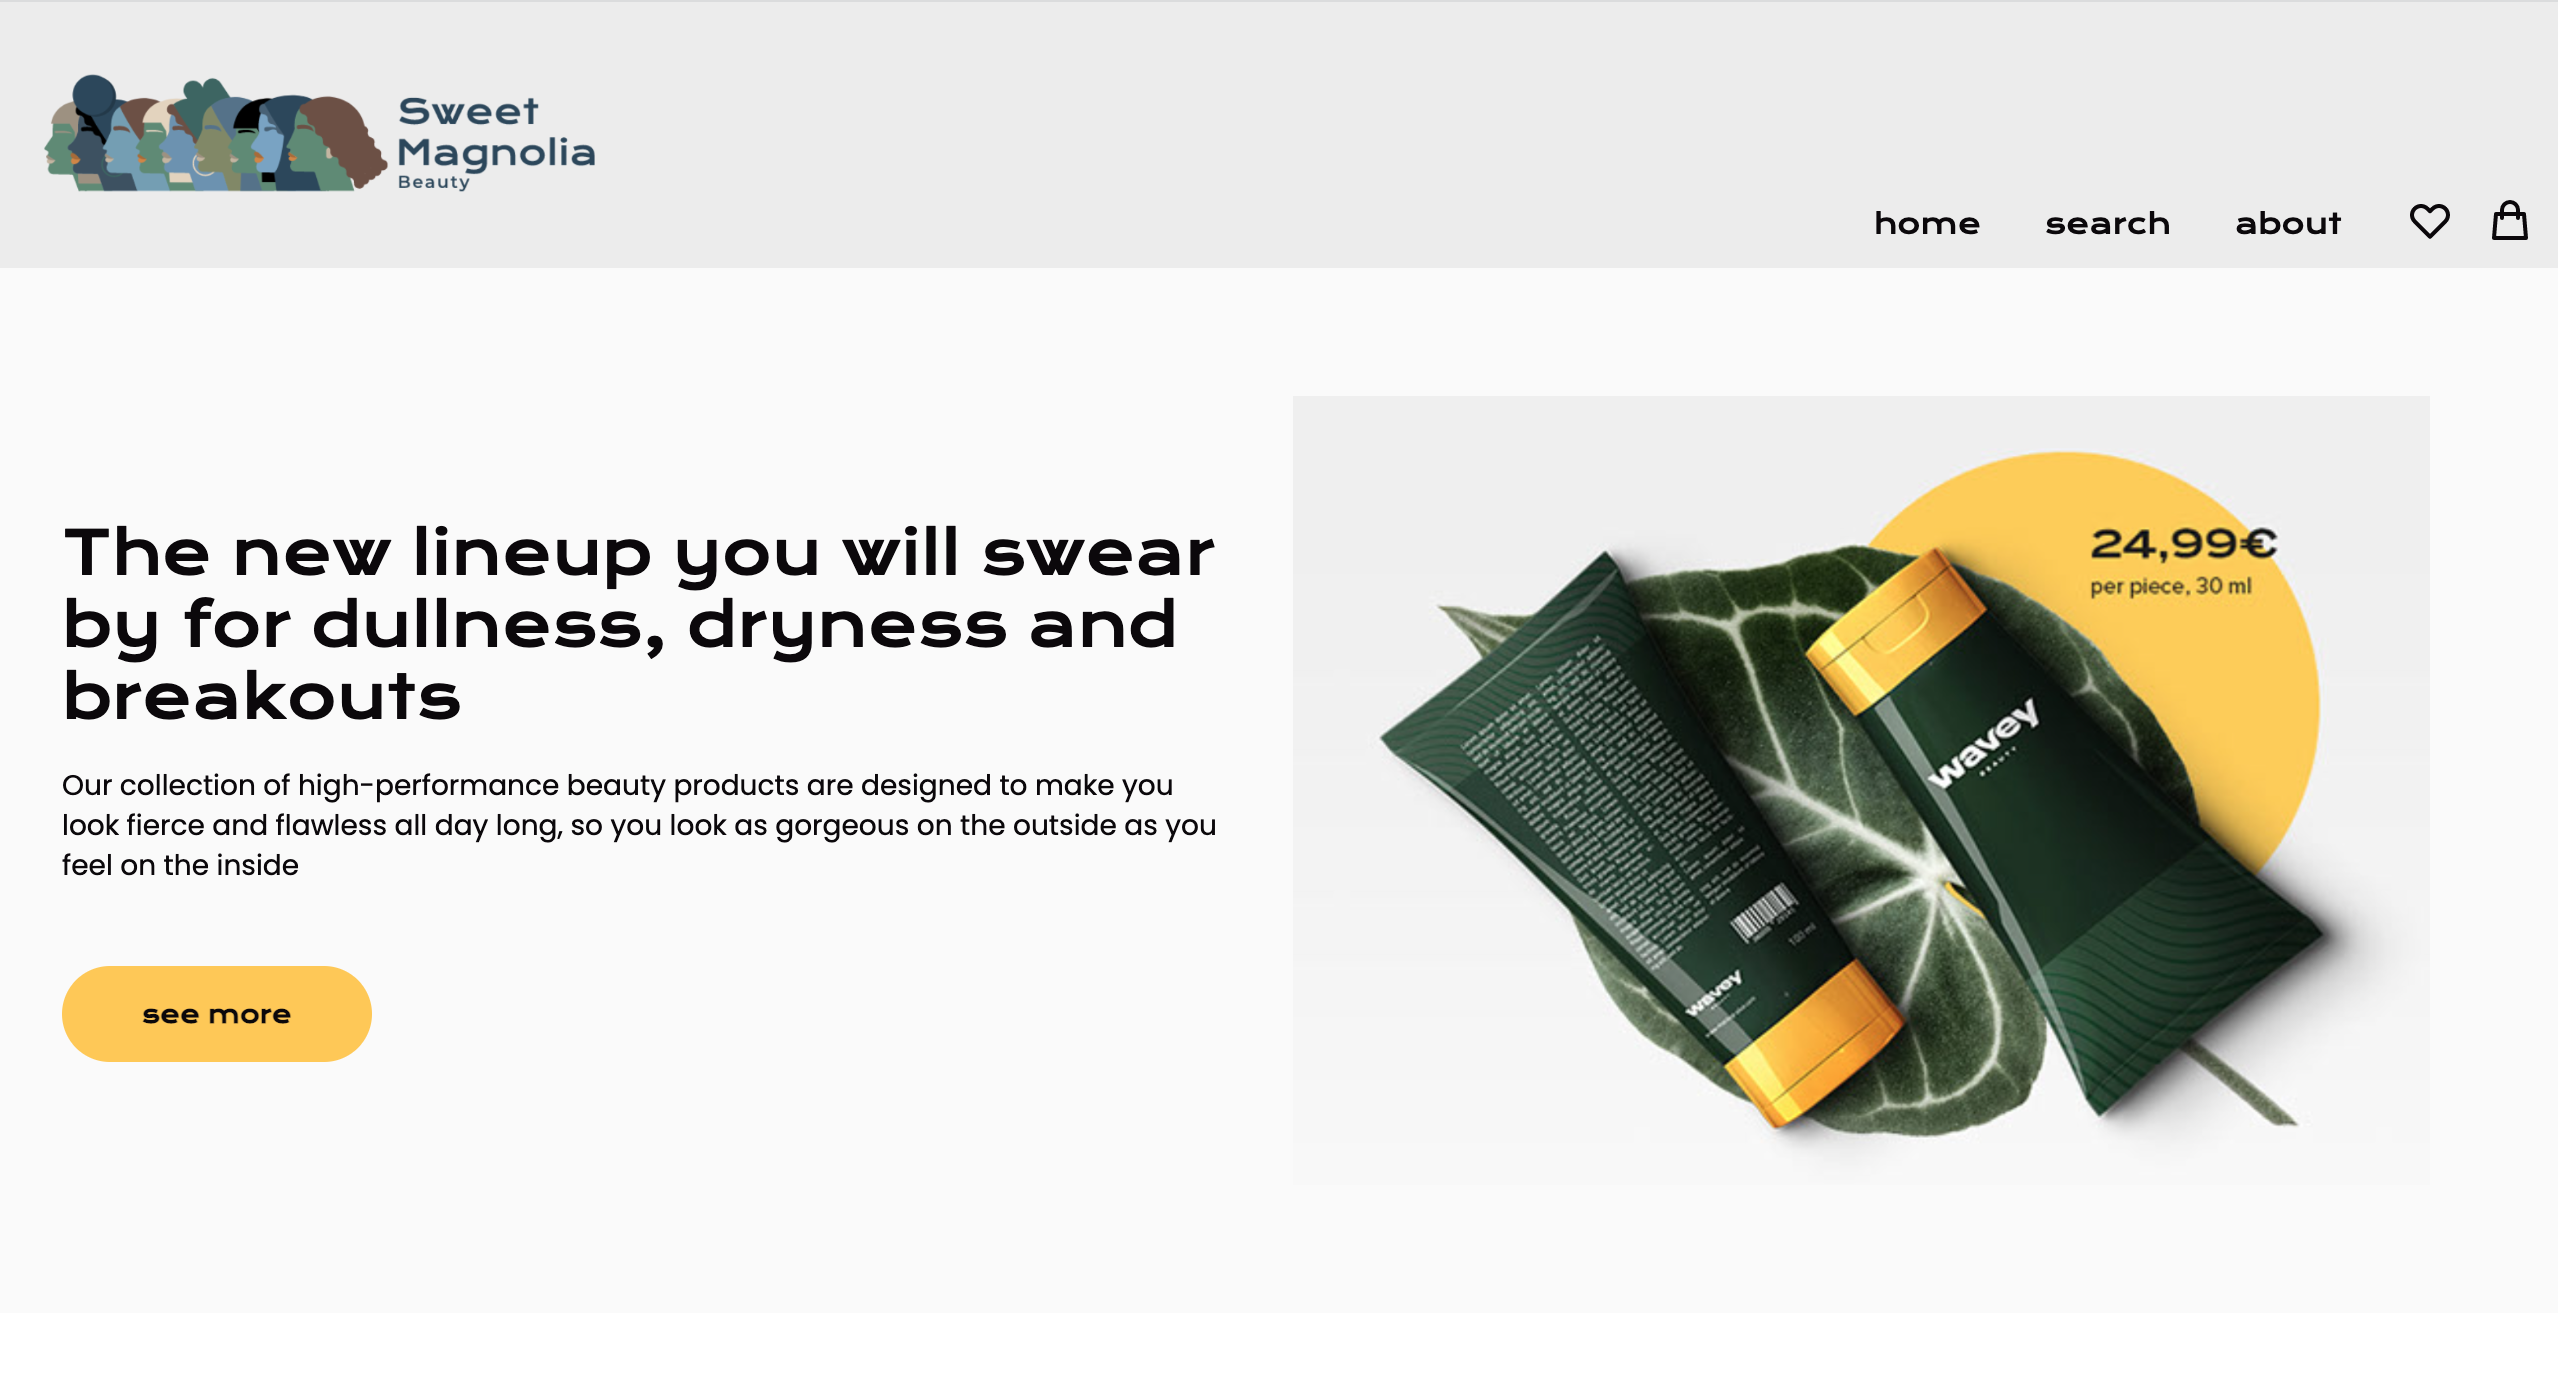 Sweet
Magnolia
Beauty
home search about
The new lineup you will swear
by for dullness, dryness and
breakouts
Our collection of high-performance beauty products are designed to make you
look fierce and flawless all day long, so you look as gorgeous on the outside as you
feel on the inside
see more
24,99€
per piece, 30 ml
wavey
BEAUTY
100 ml
wavey